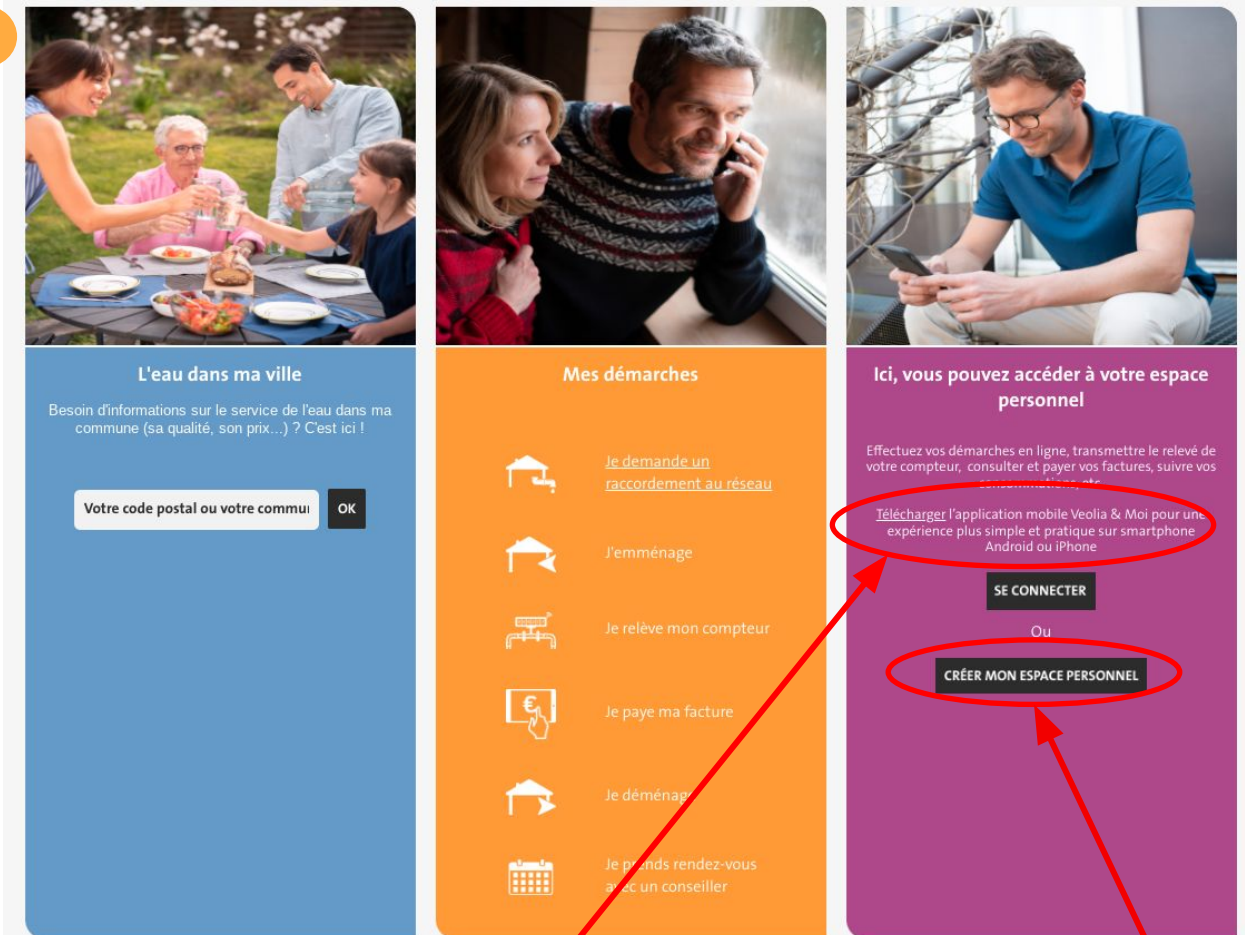 L'eau dans ma ville
Besoin d'informations sur le service de l'eau dans ma
commune (sa qualité, son prix...) ? C'est ici !
Votre code postal ou votre commu
OK
Mes démarches
Je demande un
raccordement au réseau
J'emménage
Je relève mon compteur
€
Je paye ma facture
Je déménage
Je prends rendez-vous
avec un conseiller
Ici, vous pouvez accéder à votre espace
personnel
Effectuez vos démarches en ligne, transmettre le relevé de
votre compteur, consulter et payer vos factures, suivre vos
consommations, etc
Télécharger l'application mobile Veolia & Moi pour une
expérience plus simple et pratique sur smartphone
Android ou iPhone
SE CONNECTER
Ou
CRÉER MON ESPACE PERSONNEL